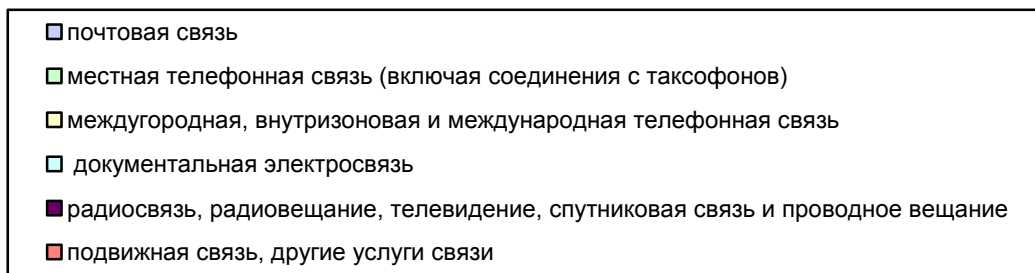 почтовая связь
местная телефонная связь (включая соединения с таксофонов)
междугородная, внутризоновая и международная телефонная связь
документальная электросвязь
радиосвязь, радиовещание, телевидение, спутниковая связь и проводное вещание
подвижная связь, другие услуги связи